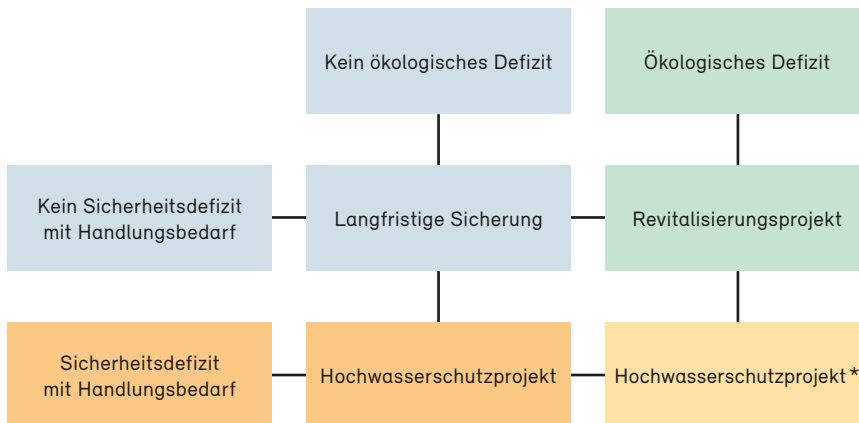 Kein ökologisches Defizit
Ökologisches Defizit
Kein Sicherheitsdefizit
mit Handlungsbedarf
Langfristige Sicherung
Revitalisierungsprojekt
Sicherheitsdefizit
mit Handlungsbedarf
Hochwasserschutzprojekt
Hochwasserschutzprojekt *